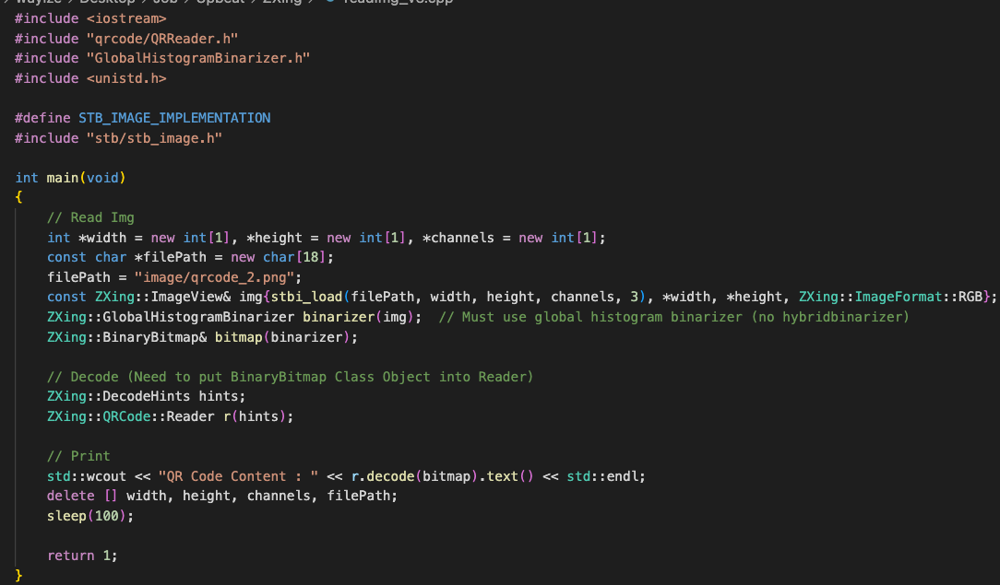 #include <iostream>
#include "qrcode/QRReader.h"
#include "GlobalHistogramBinarizer.h"
#include <unistd.h>
#define STB_IMAGE_IMPLEMENTATION
#include "stb/stb_image.h"
int main(void)
{
// Read Img
int *width = new int[1], *height = new int[1], *channels = new int[1];
const char *filePath = new char[18];
filePath = "image/qrcode_2.png";
const ZXing::ImageView& img{stbi_load(filePath, width, height, channels, 3), *width, *height, ZXing::ImageFormat::RGB};
ZXing::GlobalHistogramBinarizer binarizer(img);  // Must use global histogram binarizer (no hybridbinarizer)
ZXing::BinaryBitmap& bitmap(binarizer);
// Decode (Need to put BinaryBitmap Class Object into Reader)
ZXing::DecodeHints hints;
ZXing::QRCode::Reader r(hints);
// Print
std::wcout << "QR Code Content : " << r.decode(bitmap).text() << std::endl;
delete [] width, height, channels, filePath;
sleep(100);
return 1;
}